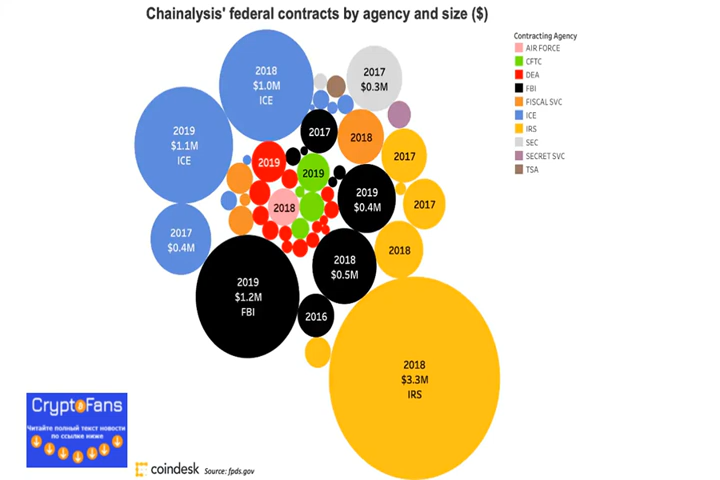 Chainalysis' federal contracts by agency and size ($)
Contracting Agency
AIR FORCE
CFTC
DEA
FBI
FISCAL SVC
ICE
IRS
SEC
SECRET SVC
TSA
2018
$1.0M
ICE
2017
$0.3M
2019
$1.1M
ICE
2017
2018
2017
2019
2019
2019
$0.4M
2018
2017
2017
$0.4M
2018
2018
$0.5M
2019
$1.2M
FBI
2016
2018
$3.3M
IRS
CryptoFans
Читайте полный текст новости
по ссылке ниже
coindesk Source: fpds.gov